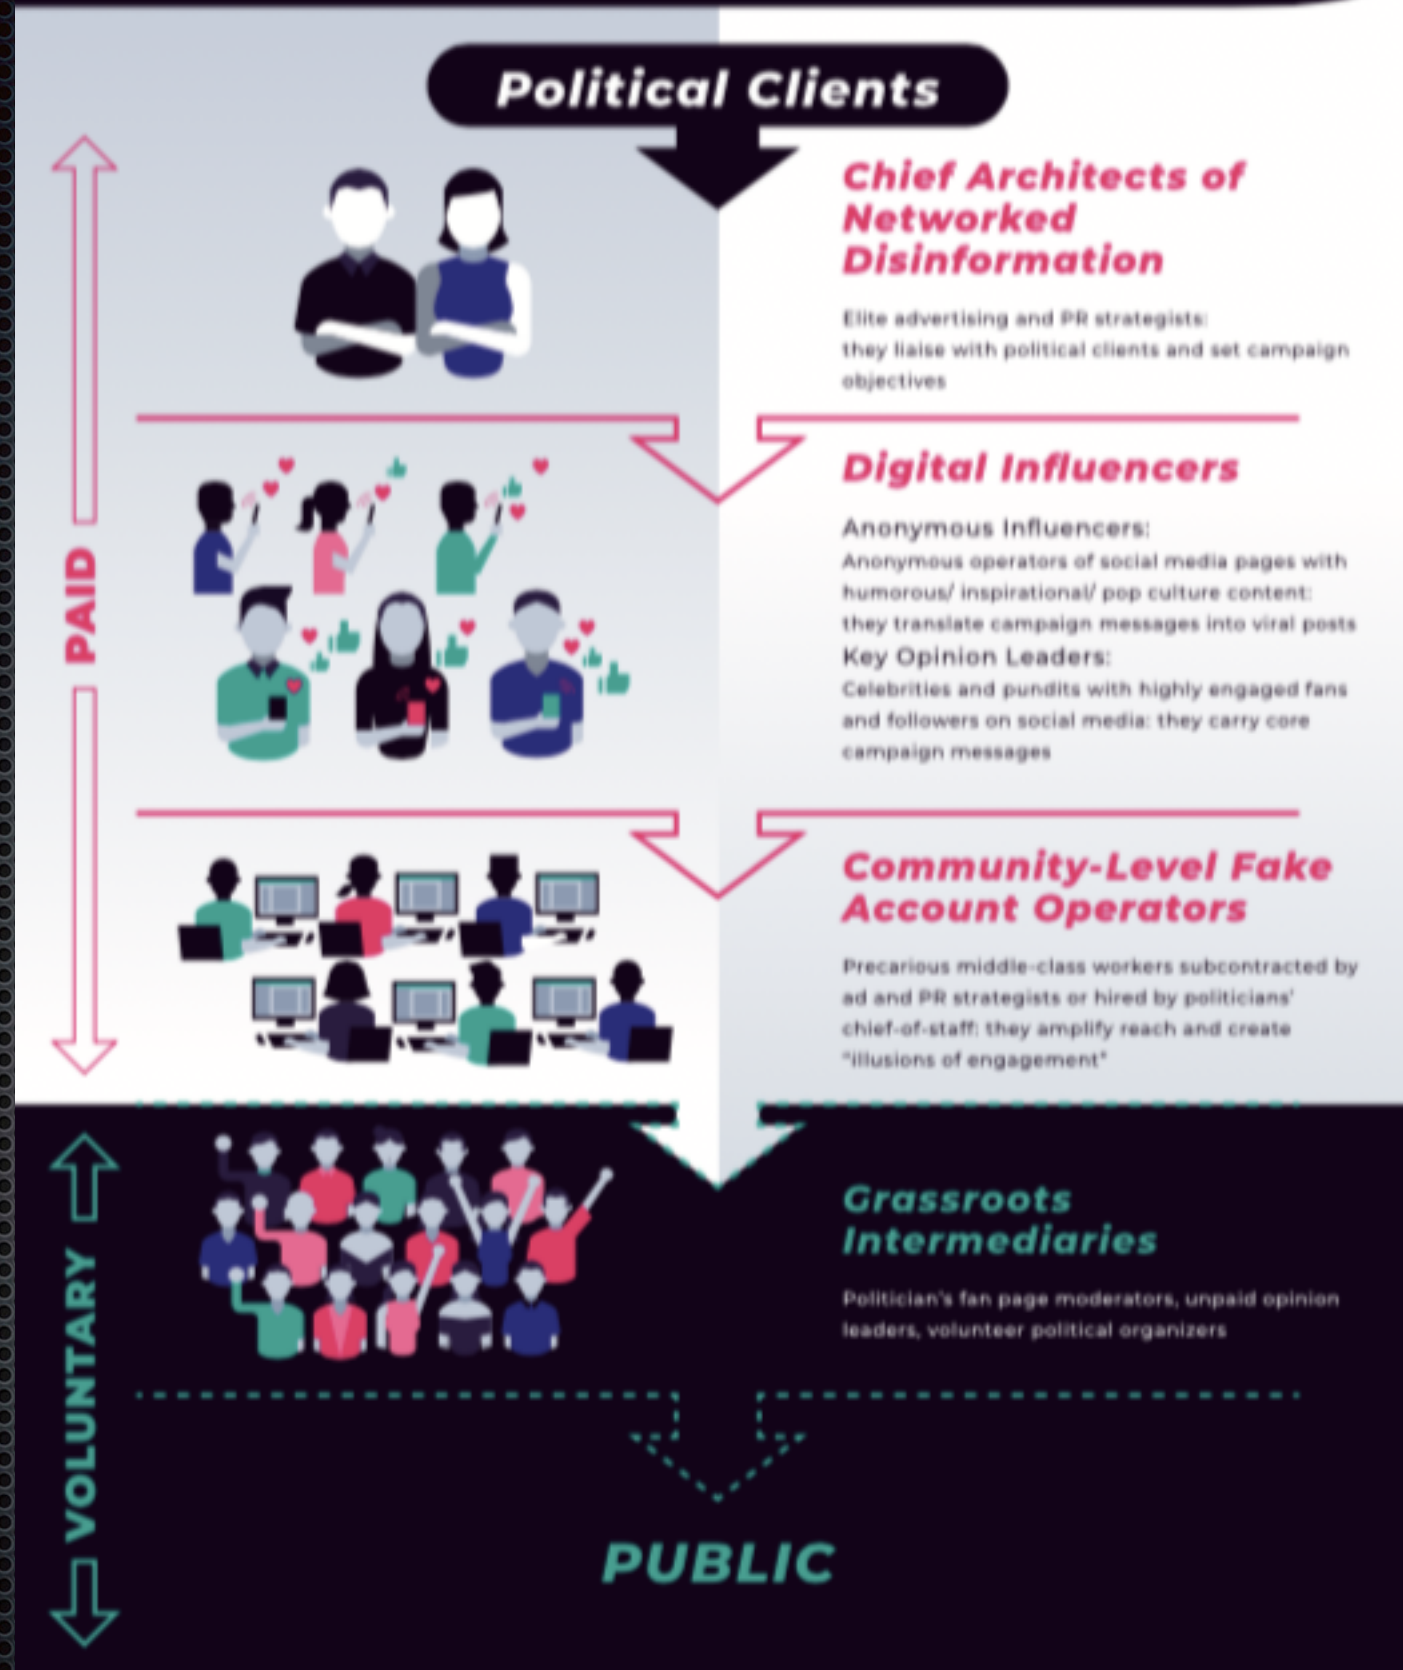 Political Clients
Chief Architects of
Networked
Disinformation
Elite advertising and PR strategists:
they liaise with political clients and set campaign
objectives
Digital Influencers
Anonymous Influencers:
Anonymous operators of social media pages with
humorous/ inspirational/ pop culture content:
they translate campaign messages into viral posts
Key Opinion Leaders:
Celebrities and pundits with highly engaged fans
and followers on social media: they carry core
campaign messages
PAID
Community-Level Fake
Account Operators
Precarious middle-class workers subcontracted by
ad and PR strategists or hired by politicians'
chief-of-staff: they amplify reach and create
"illusions of engagement"
Grassroots
Intermediaries
Politician's fan page moderators, unpaid opinion
leaders, volunteer political organizers
VOLUNTARY
PUBLIC